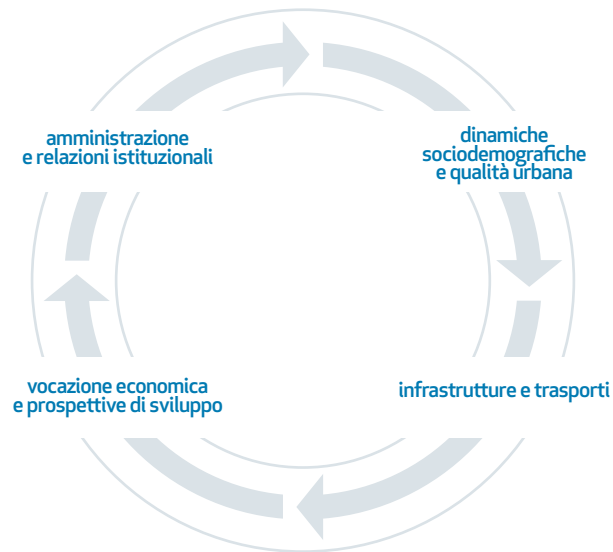 amministrazione
e relazioni istituzionali
dinamiche
sociodemografiche
e qualità urbana
vocazione economica
e prospettive di sviluppo
infrastrutture e trasporti